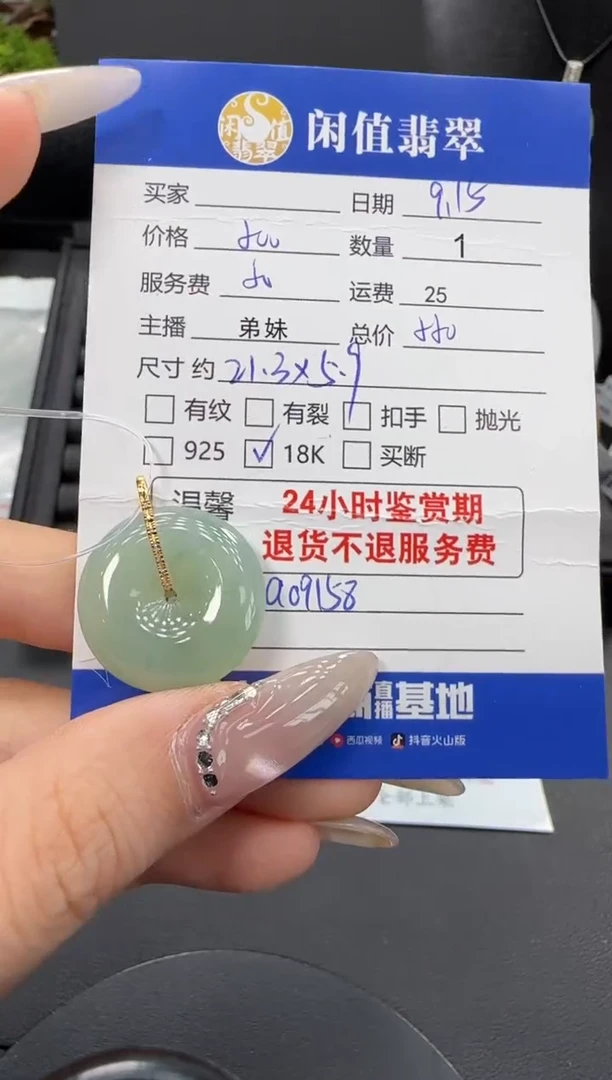 闲值翡翠
闲值翡翠
买家 日期 9.15
价格 800 数量 1
服务费 80 运费 25
主播 弟妹 总价 880
尺寸 约 21.3×5.9
有纹 有裂 扣手 抛光
925 ✓ 18K 买断
温馨 24小时鉴赏期
退货不退服务费
a09158
直播基地
西瓜视频 抖音火山版